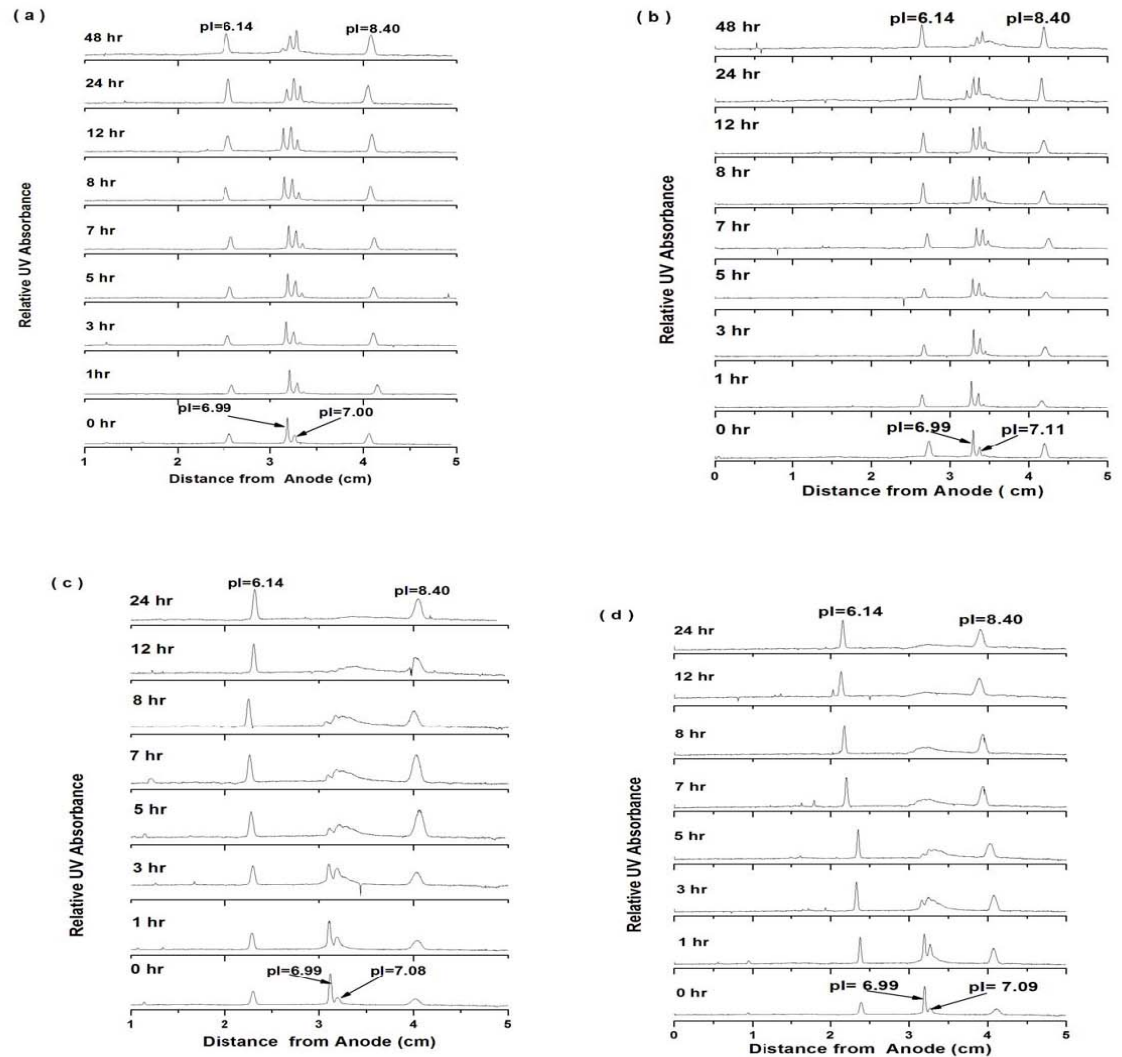 ( a )
pI=6.14
pI=8.40
48 hr
24 hr
12 hr
8 hr
7 hr
5 hr
3 hr
1hr
pI=6.99
pI=7.00
0 hr
1 2 3 4 5
Distance from Anode (cm)
Relative UV Absorbance
( b )
pI=6.14
pI=8.40
48 hr
24 hr
12 hr
8 hr
7 hr
5 hr
3 hr
1 hr
0 hr
pI=6.99
pI=7.11
0 1 2 3 4 5
Distance from Anode ( cm)
Relative UV Absorbance
( c )
pI=6.14
pI=8.40
24 hr
12 hr
8 hr
7 hr
5 hr
3 hr
1 hr
0 hr
pI=6.99
pI=7.08
1 2 3 4 5
Distance from Anode (cm)
Relative UV Absorbance
( d )
pI=6.14
pI=8.40
24 hr
12 hr
8 hr
7 hr
5 hr
3 hr
1 hr
0 hr
pI= 6.99
pI= 7.09
0 1 2 3 4 5
Distance from Anode (cm)
Relative UV Absorbance